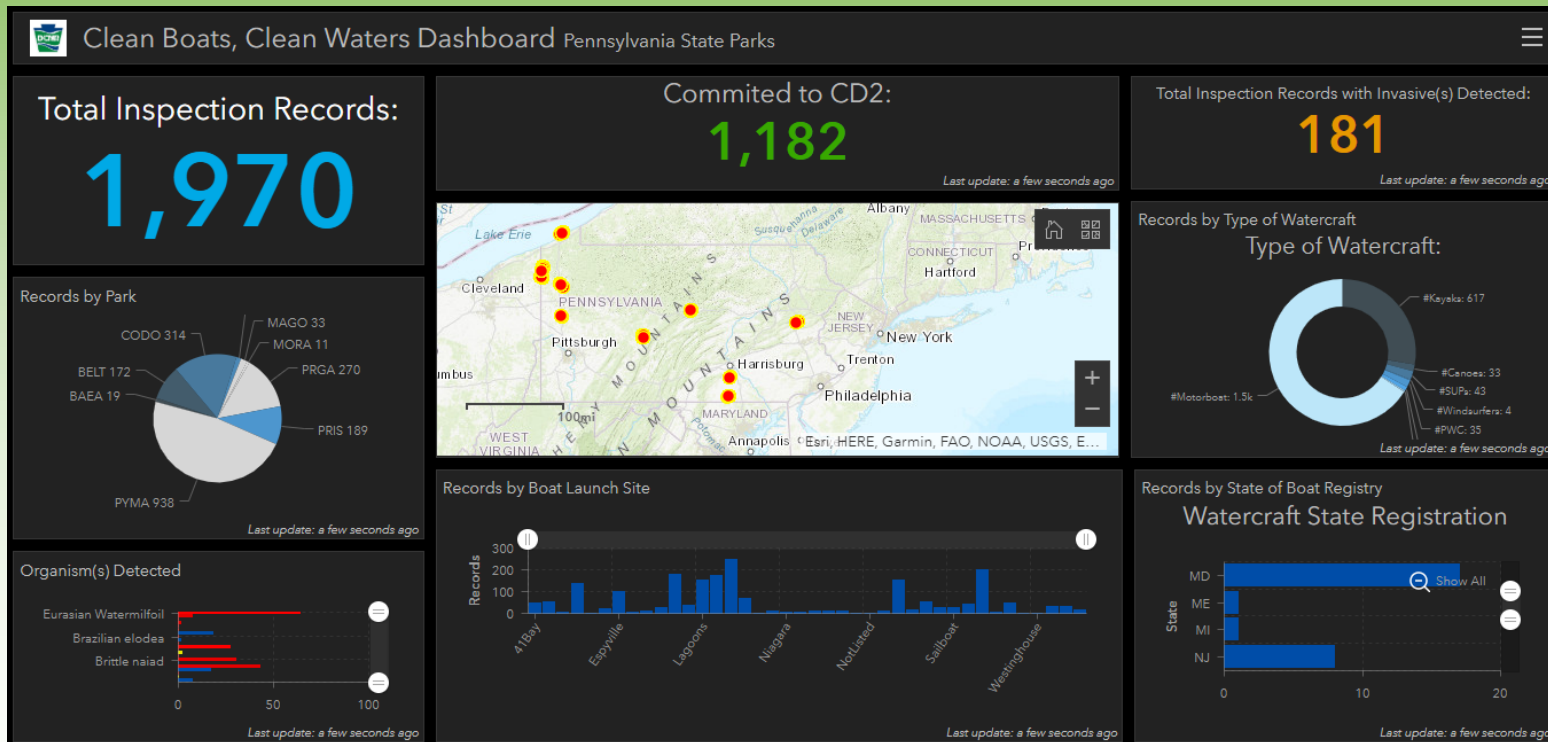 Clean Boats, Clean Waters Dashboard Pennsylvania State Parks
Total Inspection Records:
1,970
Commited to CD2:
1,182
Last update: a few seconds ago
Total Inspection Records with Invasive(s) Detected:
181
Last update: a few seconds ago
Records by Park
CODO 314
MAGO 33
MORA 11
BELT 172
PRGA 270
BAEA 19
PRIS 189
PYMA 938
Last update: a few seconds ago
St
Lake Erie
Susquehanna
Delaware
Albany
MASSACHUSETTS
CONNECTICUT
Hartford
Cleveland
PENNSYLVANIA
NEW
JERSEY
New York
Pittsburgh
Harrisburg
Trenton
Philadelphia
100mi
MARYLAND
MOUNTAINS
MOUNTAINS
Potomac
WEST
VIRGINIA
Annapolis
Esri, HERE, Garmin, FAO, NOAA, USGS, E...
+
−
Records by Type of Watercraft
Type of Watercraft:
#Kayaks: 617
#Canoes: 33
#SUPs: 43
#Windsurfers: 4
#PWC: 35
#Motorboat: 1.5k
Last update: a few seconds ago
Organism(s) Detected
Eurasian Watermilfoil
Brazilian elodea
Brittle naiad
0 50 100
Last update: a few seconds ago
Records by Boat Launch Site
Records
300
200
100
0
41Bay
Espyville
Lagoons
Niagara
NotListed
Sailboat
Westinghouse
Last update: a few seconds ago
Records by State of Boat Registry
Watercraft State Registration
State
MD
Show All
ME
MI
NJ
0 10 20
Last update: a few seconds ago